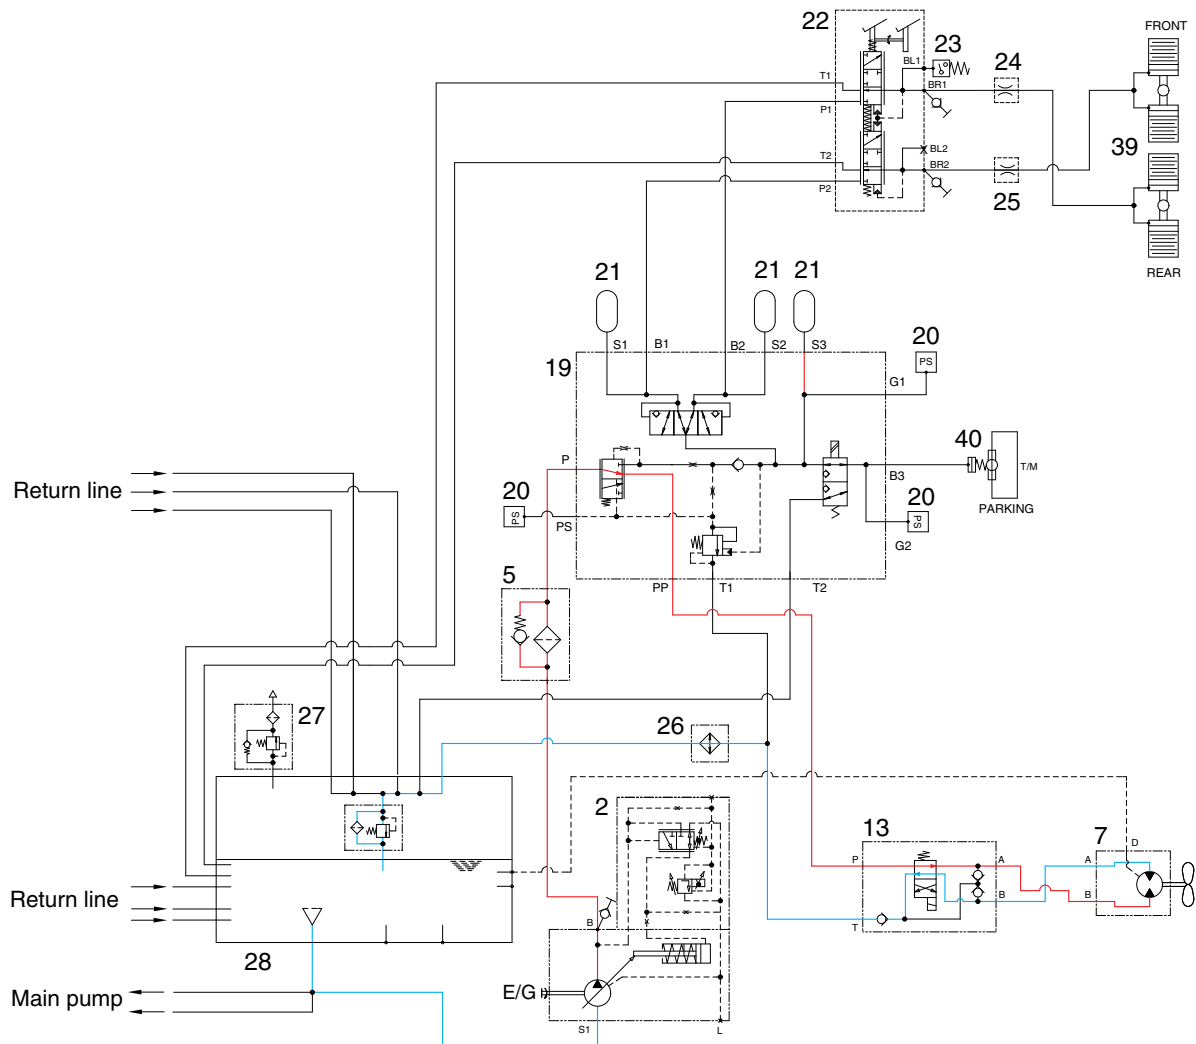 22
23
24
FRONT
BL1
T1
BR1
P1
39
T2
BL2
BR2
P2
25
REAR
21
21
21
S1
B1
B2
S2
S3
20
PS
19
G1
40
P
B3
T/M
Return line
20
PS
20
PS
PARKING
PS
G2
5
PP
T1
T2
27
26
2
13
7
D
P
A
A
Return line
B
B
B
T
28
E/G
Main pump
S1
L